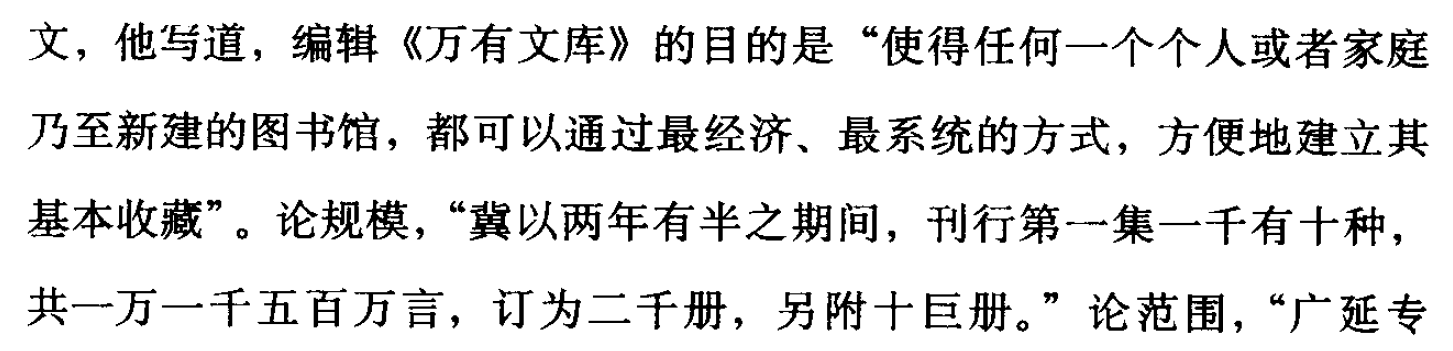 文，他写道，编辑《万有文库》的目的是“使得任何一个个人或者家庭
乃至新建的图书馆，都可以通过最经济、最系统的方式，方便地建立其
基本收藏”。论规模，“冀以两年有半之期间，刊行第一集一千有十种，
共一万一千五百万言，订为二千册，另附十巨册。”论范围，“广延专